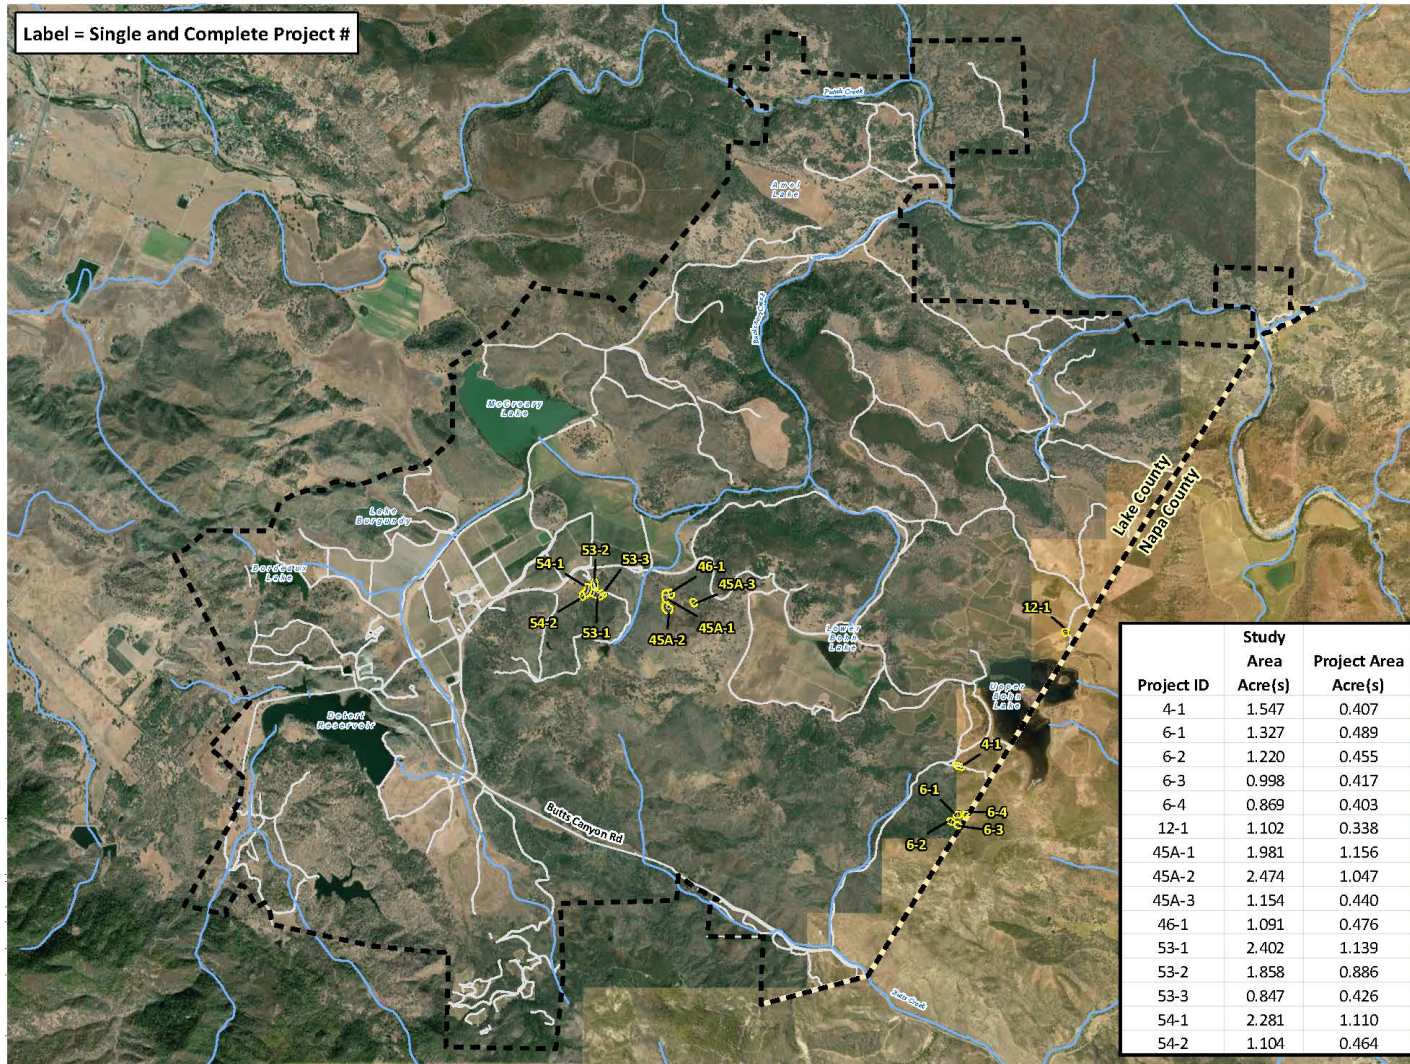 Label = Single and Complete Project #
Putah Creek
Amel
Lake
McCreary
Lake
Lake County
Napa County
Lake
Burgundy
Bordeaux
Lake
53-2
54-1
53-3
46-1
45A-3
54-2
53-1
45A-2
45A-1
12-1
Lower
Bohn
Lake
Upper
Bohn
Lake
Detert
Reservoir
4-1
6-1
6-4
6-2
6-3
Butts Canyon Rd
Butts Creek
Project ID Study Area Acre(s) Project Area Acre(s)
4-1 1.547 0.407
6-1 1.327 0.489
6-2 1.220 0.455
6-3 0.998 0.417
6-4 0.869 0.403
12-1 1.102 0.338
45A-1 1.981 1.156
45A-2 2.474 1.047
45A-3 1.154 0.440
46-1 1.091 0.476
53-1 2.402 1.139
53-2 1.858 0.886
53-3 0.847 0.426
54-1 2.281 1.110
54-2 1.104 0.464